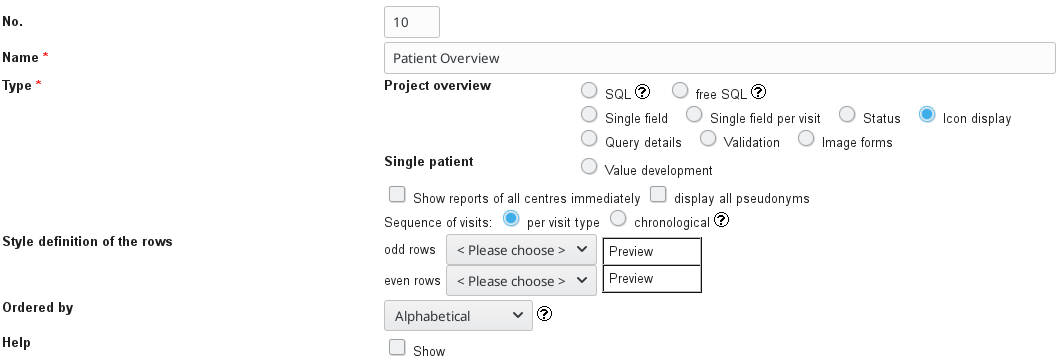 No. 10
Name * Patient Overview
Type * Project overview SQL ? free SQL ?
Single field Single field per visit Status Icon display
Query details Validation Image forms
Single patient Value development
Show reports of all centres immediately display all pseudonyms
Sequence of visits: per visit type chronological ?
Style definition of the rows odd rows < Please choose > Preview
even rows < Please choose > Preview
Ordered by Alphabetical ?
Help Show